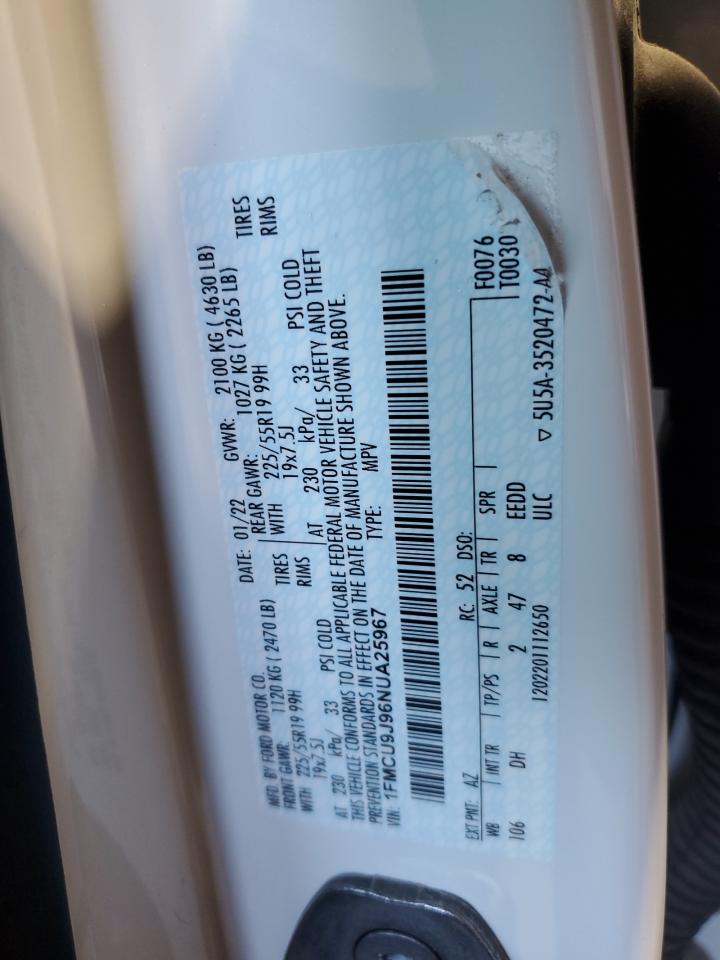 MFD. BY FORD MOTOR CO. DATE: 01/22 GVWR: 2100 KG ( 4630 LB)
FRONT GAWR: 1120 KG ( 2470 LB) REAR GAWR: 1027 KG ( 2265 LB)
WITH 225/55R19 99H TIRES WITH 225/55R19 99H TIRES
19x7.5J RIMS 19x7.5J RIMS
AT 230 kPa/ 33 PSI COLD AT 230 kPa/ 33 PSI COLD
THIS VEHICLE CONFORMS TO ALL APPLICABLE FEDERAL MOTOR VEHICLE SAFETY AND THEFT
PREVENTION STANDARDS IN EFFECT ON THE DATE OF MANUFACTURE SHOWN ABOVE.
VIN: 1FMCU9J96NUA25967 TYPE: MPV
EXT PNT: AZ RC: 52 DSO: F0076
WB INT TR TP/PS R AXLE TR SPR T0030
106 DH 2 47 8 EEDD
1202201112650 ULC ▽ 5U5A-3520472-AA